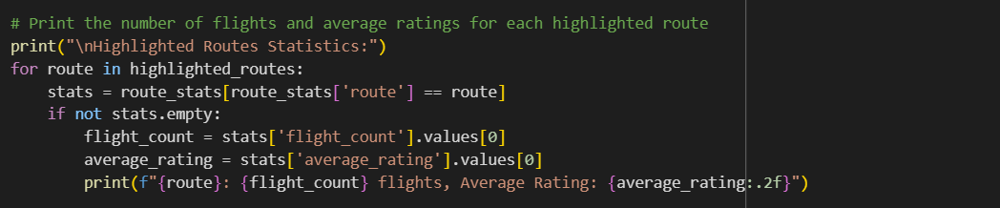 # Print the number of flights and average ratings for each highlighted route
print("\nHighlighted Routes Statistics:")
for route in highlighted_routes:
    stats = route_stats[route_stats['route'] == route]
    if not stats.empty:
        flight_count = stats['flight_count'].values[0]
        average_rating = stats['average_rating'].values[0]
        print(f"{route}: {flight_count} flights, Average Rating: {average_rating:.2f}")